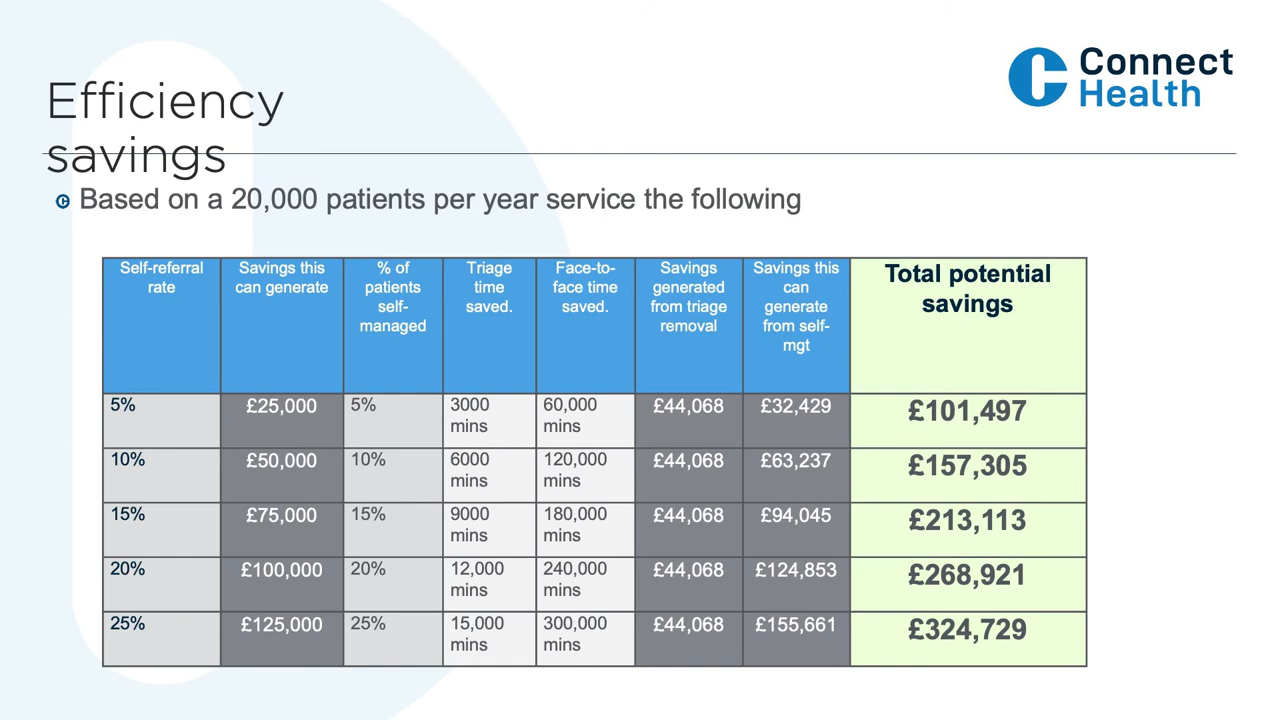 Connect
Health
Efficiency
savings
Based on a 20,000 patients per year service the following
Self-referral
rate
Savings this
can generate
% of
patients
self-
managed
Triage
time
saved.
Face-to-
face time
saved.
Savings
generated
from triage
removal
Savings this
can
generate
from self-
mgt
Total potential
savings
5%
£25,000
5%
3000
mins
60,000
mins
£44,068
£32,429
£101,497
10%
£50,000
10%
6000
mins
120,000
mins
£44,068
£63,237
£157,305
15%
£75,000
15%
9000
mins
180,000
mins
£44,068
£94,045
£213,113
20%
£100,000
20%
12,000
mins
240,000
mins
£44,068
£124,853
£268,921
25%
£125,000
25%
15,000
mins
300,000
mins
£44,068
£155,661
£324,729